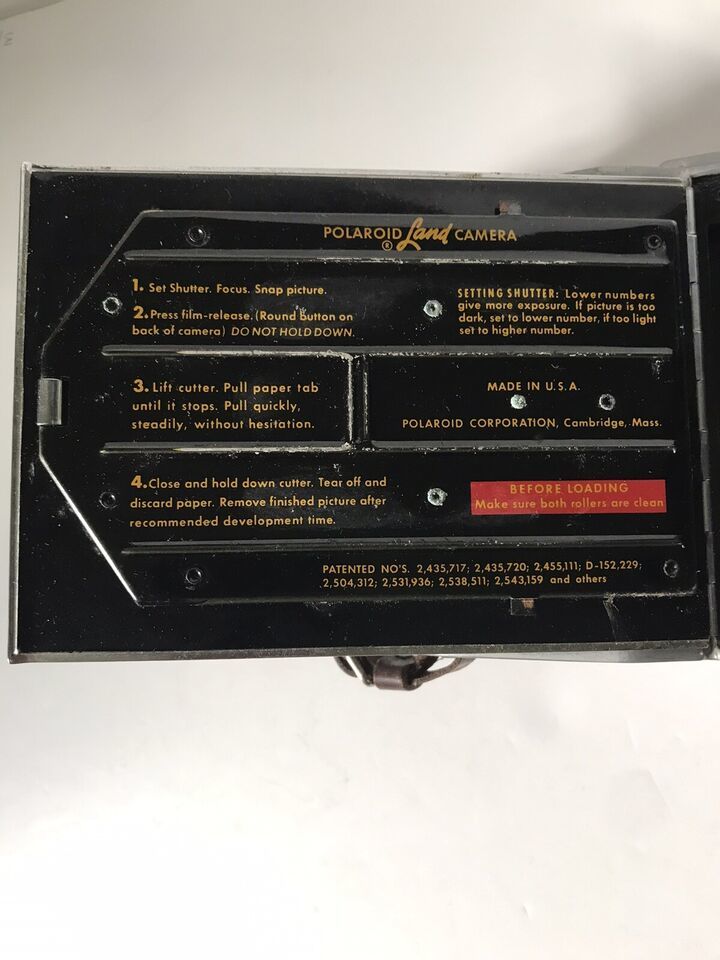 POLAROID Land CAMERA
®
1. Set Shutter. Focus. Snap picture.
2. Press film-release. (Round button on
back of camera) DO NOT HOLD DOWN.
SETTING SHUTTER: Lower numbers
give more exposure. If picture is too
dark, set to lower number, if too light
set to higher number.
3. Lift cutter. Pull paper tab
until it stops. Pull quickly,
steadily, without hesitation.
MADE IN U.S.A.
POLAROID CORPORATION, Cambridge, Mass.
4. Close and hold down cutter. Tear off and
discard paper. Remove finished picture after
recommended development time.
BEFORE LOADING
Make sure both rollers are clean
PATENTED NO'S. 2,435,717; 2,435,720; 2,455,111; D-152,229;
2,504,312; 2,531,936; 2,538,511; 2,543,159 and others